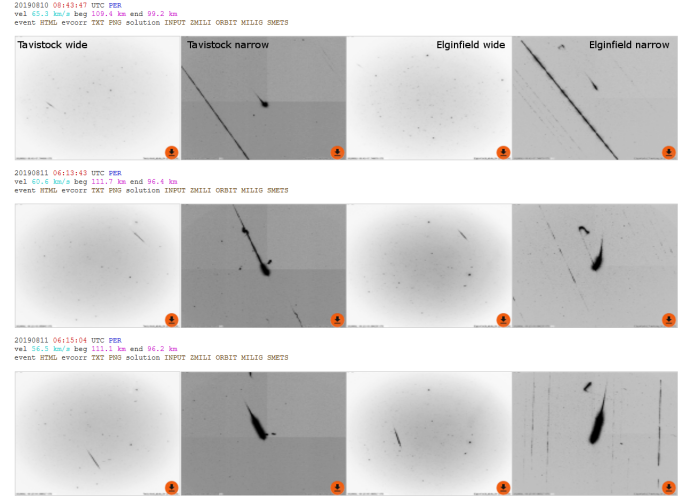 20190810 08:43:47 UTC PER
vel 65.3 km/s beg 109.4 km end 99.2 km
event HTML evcorr TXT PNG solution INPUT ZMILI ORBIT MILIG SMETS
Tavistock wide
Tavistock narrow
Elginfield wide
Elginfield narrow
20190811 06:13:43 UTC PER
vel 60.6 km/s beg 111.7 km end 96.4 km
event HTML evcorr TXT PNG solution INPUT ZMILI ORBIT MILIG SMETS
20190811 06:15:04 UTC PER
vel 56.5 km/s beg 111.1 km end 96.2 km
event HTML evcorr TXT PNG solution INPUT ZMILI ORBIT MILIG SMETS